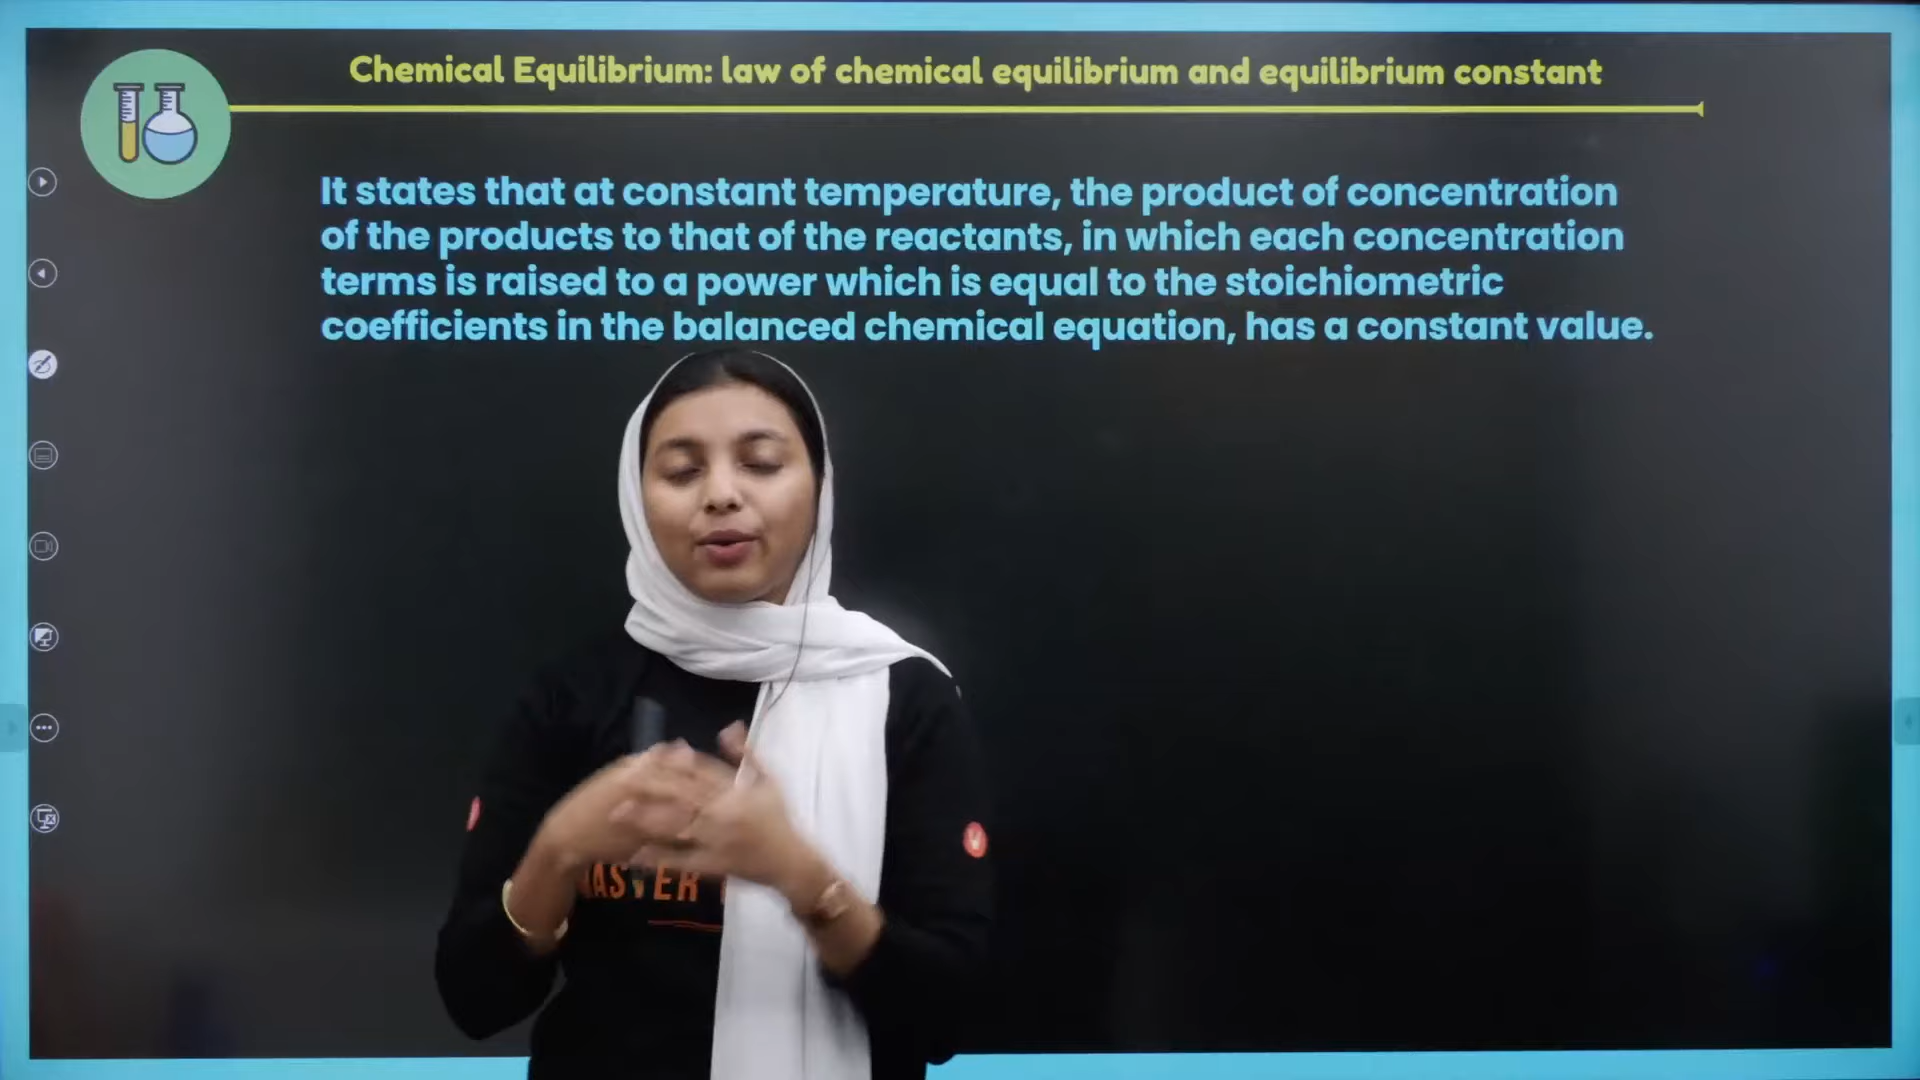 Chemical Equilibrium: law of chemical equilibrium and equilibrium constant
It states that at constant temperature, the product of concentration
of the products to that of the reactants, in which each concentration
terms is raised to a power which is equal to the stoichiometric
coefficients in the balanced chemical equation, has a constant value.
MASTER